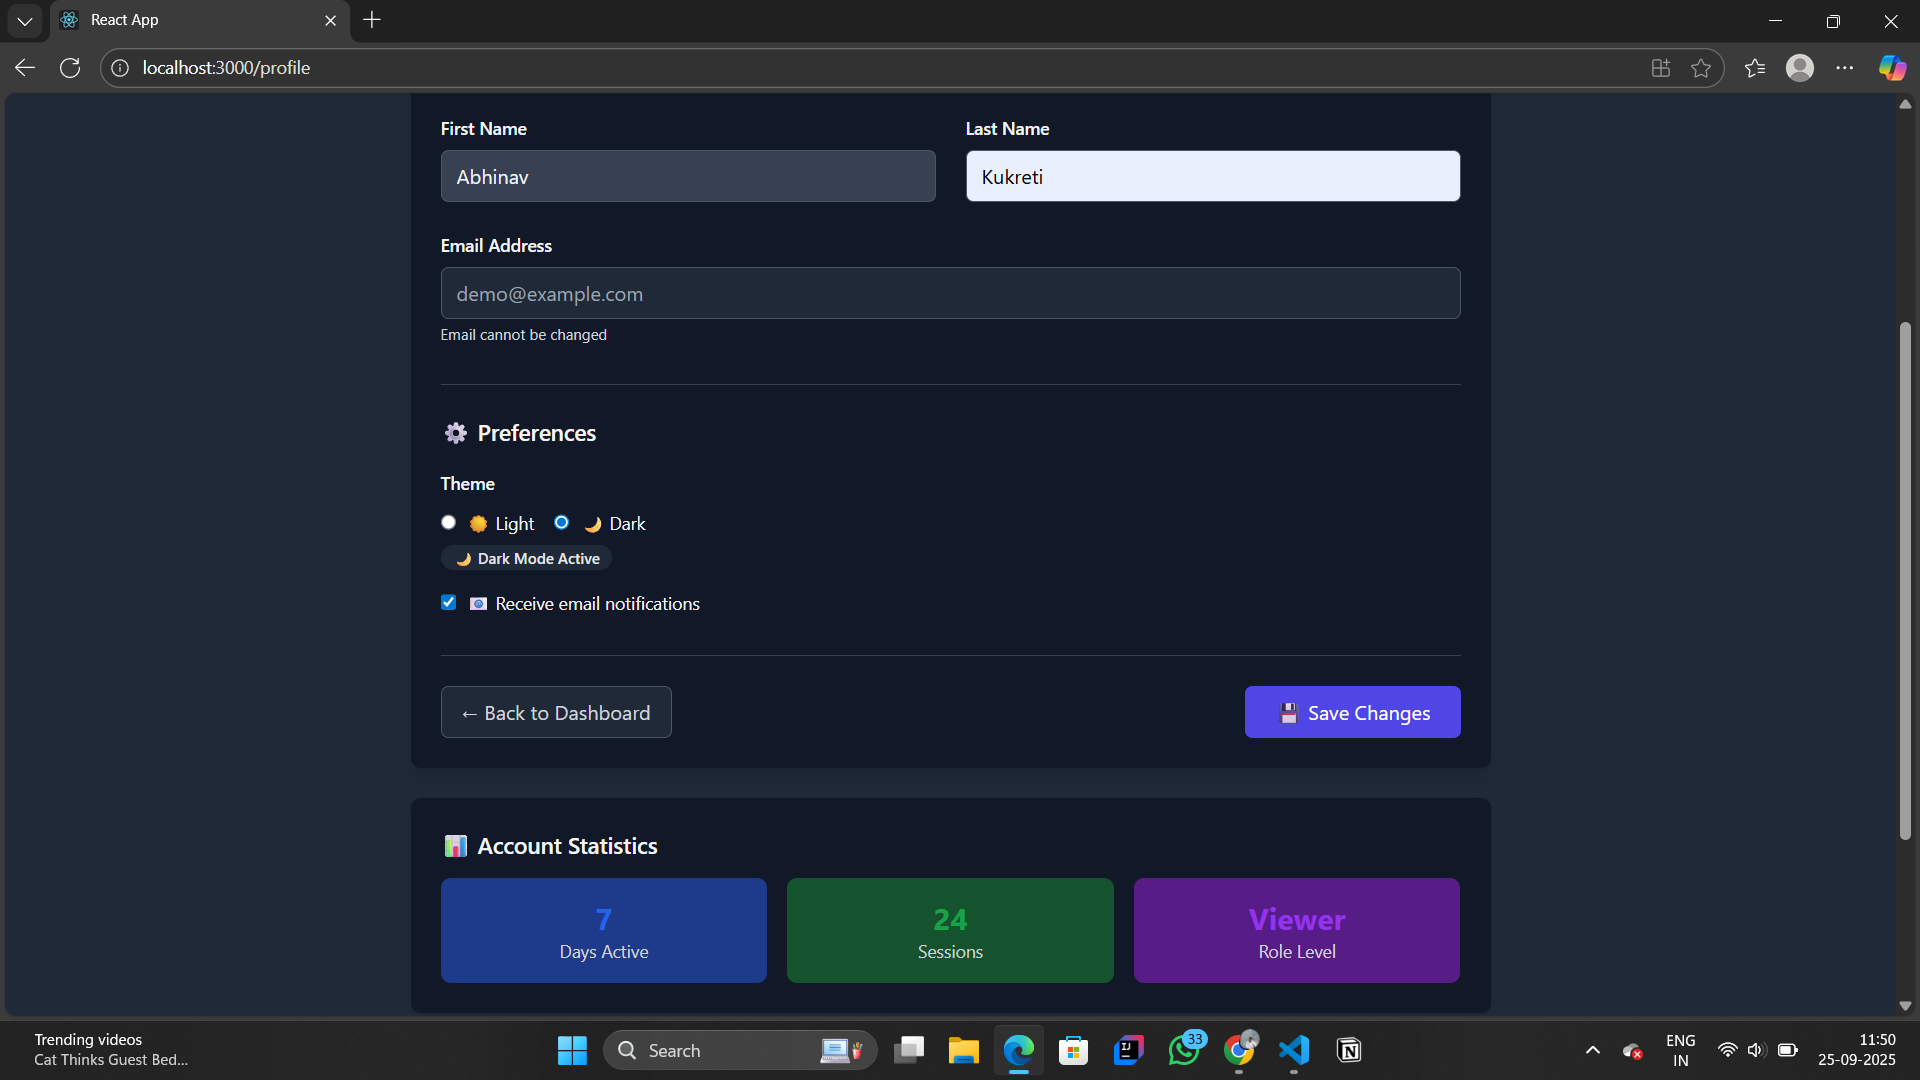 React App
localhost:3000/profile
First Name
Last Name
Abhinav
Kukreti
Email Address
demo@example.com
Email cannot be changed
Preferences
Theme
Light
Dark
Dark Mode Active
Receive email notifications
← Back to Dashboard
Save Changes
Account Statistics
7
Days Active
24
Sessions
Viewer
Role Level
Trending videos
Cat Thinks Guest Bed...
Search
33
ENG
IN
11:50
25-09-2025